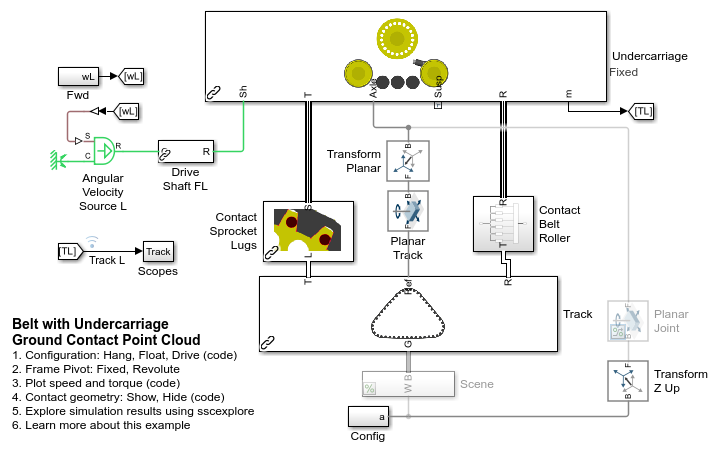 Undercarriage
Fixed
Sh
T
Axle
Susp
R
m
wL
[wL]
Fwd
[wL]
[TL]
S
C
R
Angular
Velocity
Source L
R
Drive
Shaft FL
Transform
Planar
B
F
B
F
Planar
Track
Contact
Sprocket
Lugs
S
L
Contact
Belt
Roller
R
T
[TL]
Track L
Track
Scopes
T
Ref
R
G
Track
F
B
Planar
Joint
Transform
Z Up
F
B
W B
Scene
a
Config
Belt with Undercarriage
Ground Contact Point Cloud
1. Configuration: Hang, Float, Drive (code)
2. Frame Pivot: Fixed, Revolute
3. Plot speed and torque (code)
4. Contact geometry: Show, Hide (code)
5. Explore simulation results using sscexplore
6. Learn more about this example